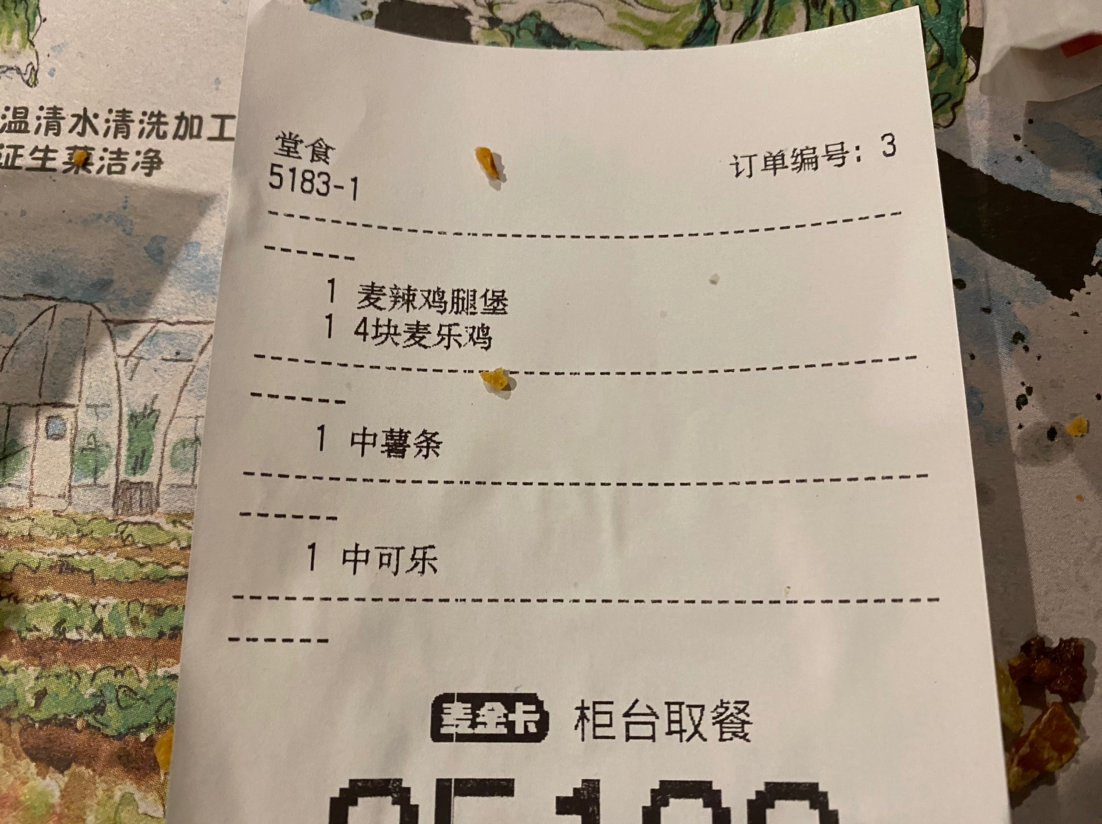 温清水清洗加工
证生菜洁净
堂食
5183-1
订单编号: 3
1 麦辣鸡腿堡
1 4块麦乐鸡
1 中薯条
1 中可乐
麦金卡 柜台取餐